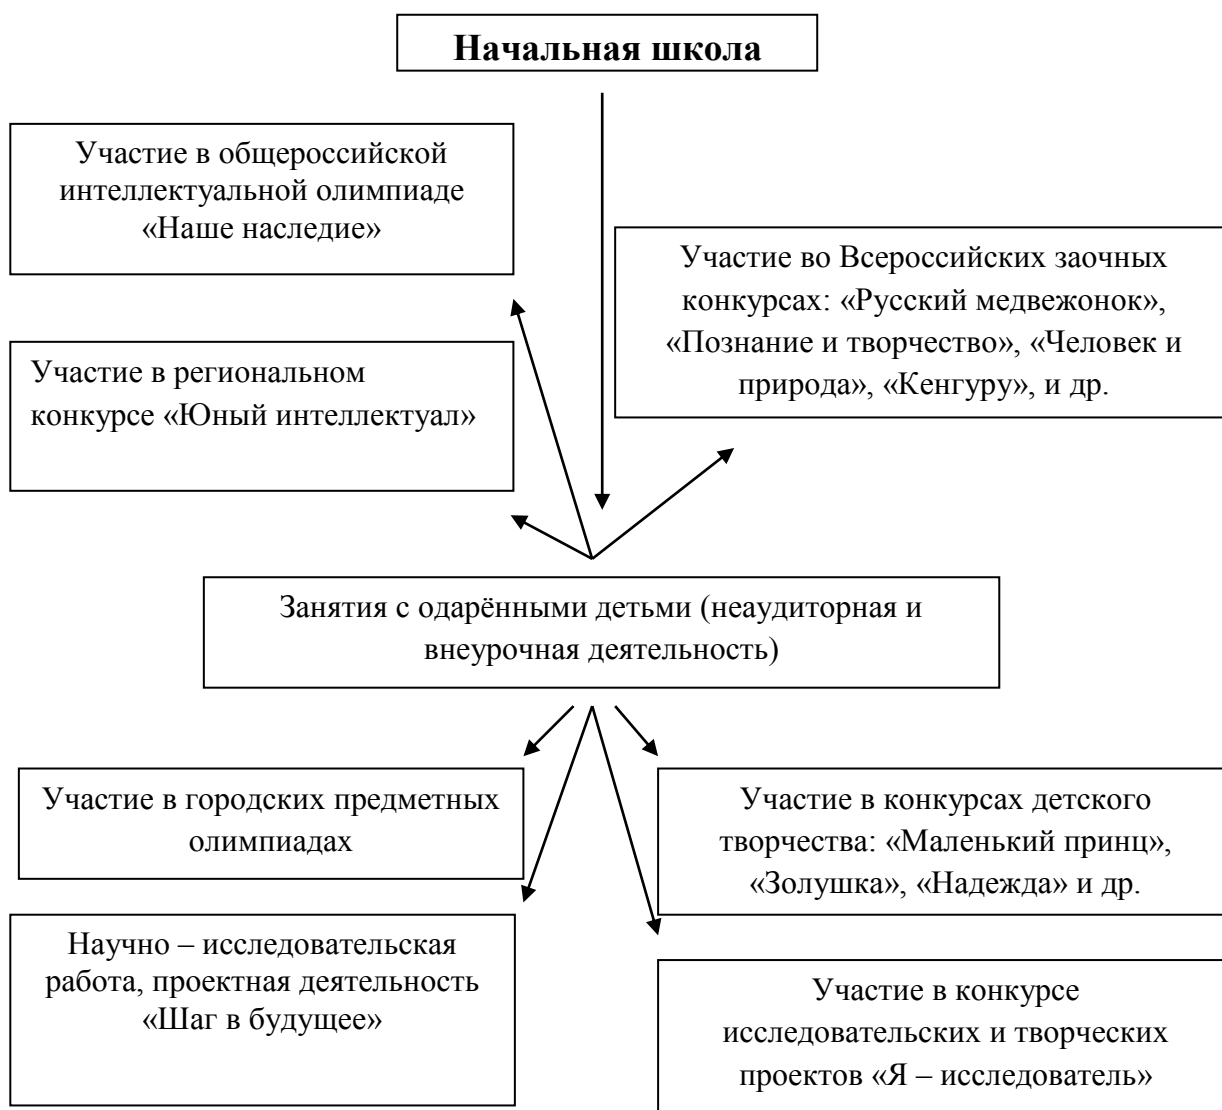 Начальная школа
Участие в общероссийской
интеллектуальной олимпиаде
«Наше наследие»
Участие во Всероссийских заочных
конкурсах: «Русский медвежонок»,
«Познание и творчество», «Человек и
природа», «Кенгуру», и др.
Участие в региональном
конкурсе «Юный интеллектуал»
Занятия с одарёнными детьми (неаудиторная и
внеурочная деятельность)
Участие в городских предметных
олимпиадах
Участие в конкурсах детского
творчества: «Маленький принц»,
«Золушка», «Надежда» и др.
Научно – исследовательская
работа, проектная деятельность
«Шаг в будущее»
Участие в конкурсе
исследовательских и творческих
проектов «Я – исследователь»